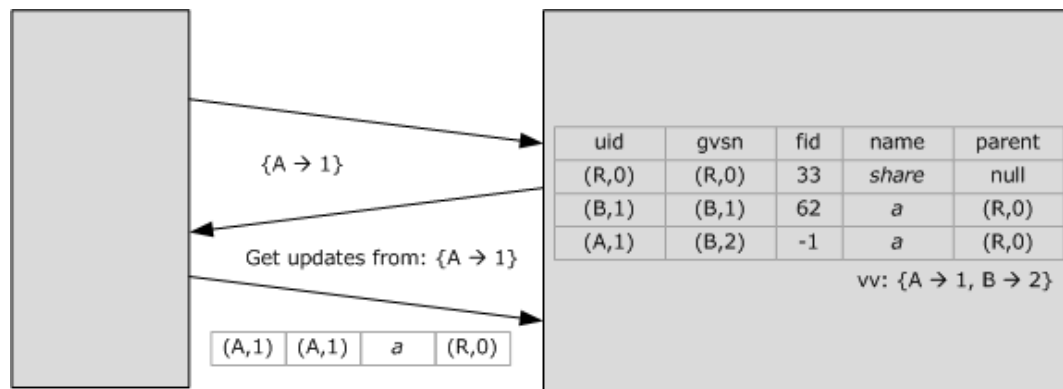 {A → 1}
Get updates from: {A → 1}
(A,1) (A,1) a (R,0)
uid gvsn fid name parent
(R,0) (R,0) 33 share null
(B,1) (B,1) 62 a (R,0)
(A,1) (B,2) -1 a (R,0)
vv: {A → 1, B → 2}